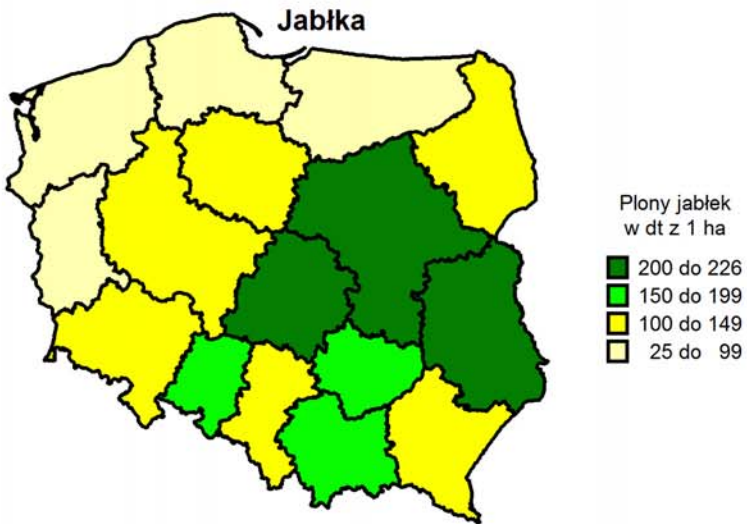 Jabłka
Plony jabłek
w dt z 1 ha
200 do 226
150 do 199
100 do 149
25 do 99